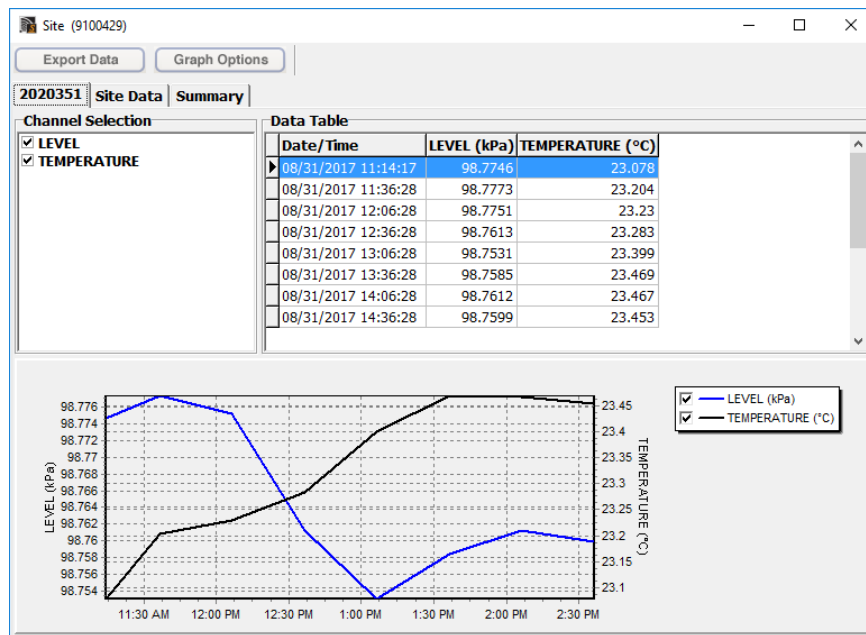 Site (9100429)
Export Data Graph Options
2020351 Site Data Summary
Channel Selection
LEVEL
TEMPERATURE
Data Table
Date/Time LEVEL (kPa) TEMPERATURE (°C)
08/31/2017 11:14:17 98.7746 23.078
08/31/2017 11:36:28 98.7773 23.204
08/31/2017 12:06:28 98.7751 23.23
08/31/2017 12:36:28 98.7613 23.283
08/31/2017 13:06:28 98.7531 23.399
08/31/2017 13:36:28 98.7585 23.469
08/31/2017 14:06:28 98.7612 23.467
08/31/2017 14:36:28 98.7599 23.453
LEVEL (kPa)
98.776
98.774
98.772
98.77
98.768
98.766
98.764
98.762
98.76
98.758
98.756
98.754
11:30 AM 12:00 PM 12:30 PM 1:00 PM 1:30 PM 2:00 PM 2:30 PM
23.45
23.4
23.35
23.3
23.25
23.2
23.15
23.1
TEMPERATURE (°C)
LEVEL (kPa)
TEMPERATURE (°C)